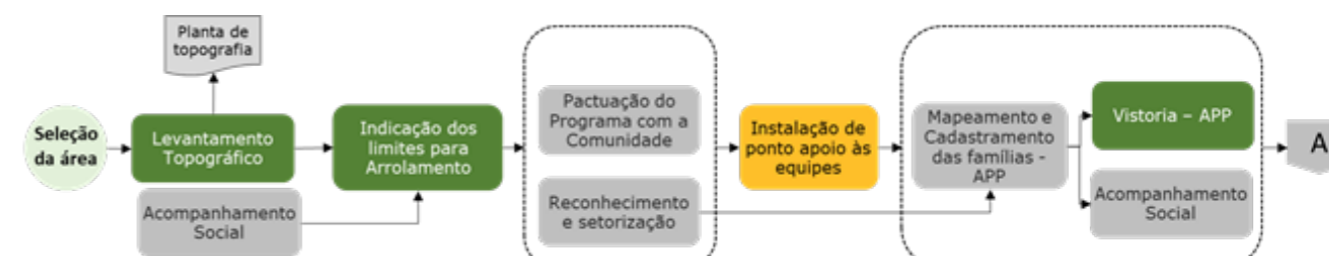 Planta de
topografia
Seleção
da área
Levantamento
Topográfico
Acompanhamento
Social
Indicação dos
limites para
Arrolamento
Pactuação do
Programa com a
Comunidade
Reconhecimento
e setorização
Instalação de
ponto apoio às
equipes
Mapeamento e
Cadastramento
das famílias -
APP
Vistoria – APP
Acompanhamento
Social
A